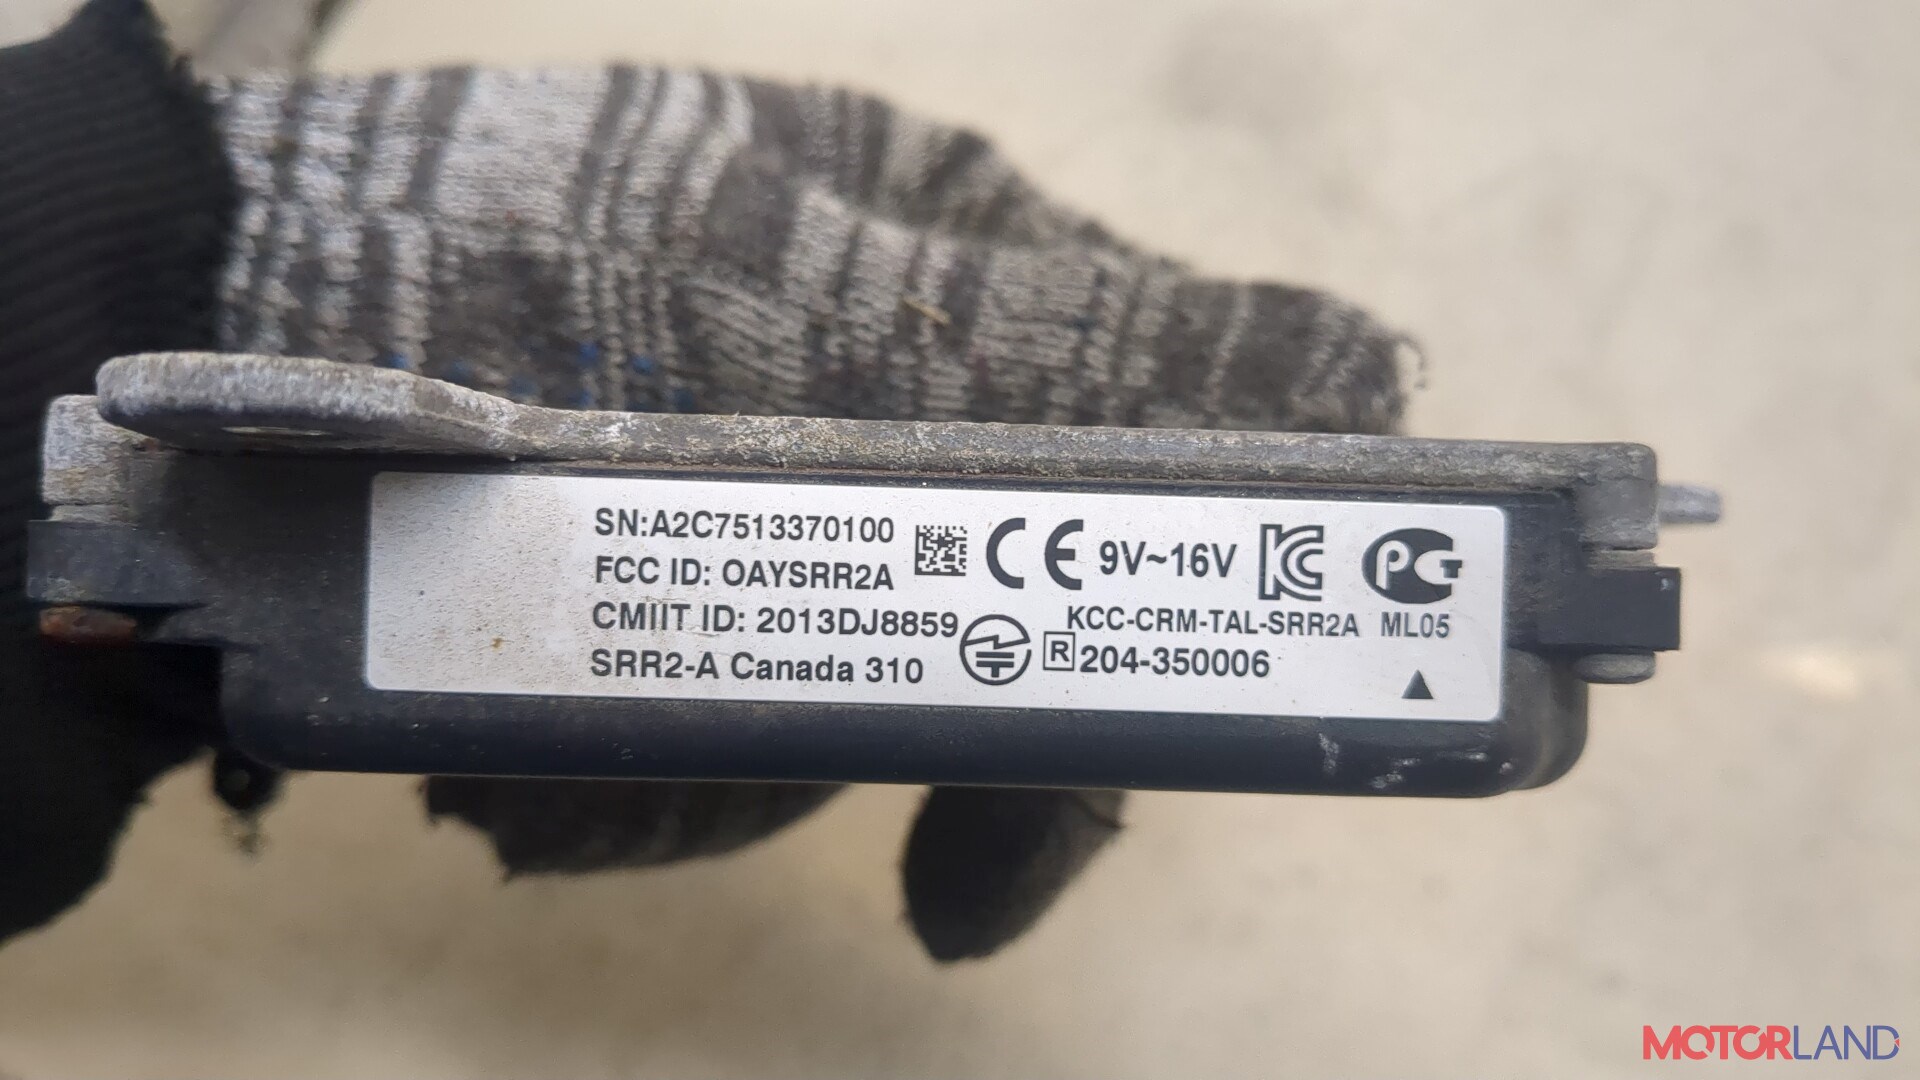 SN:A2C7513370100
FCC ID: OAYSRR2A
CMIIT ID: 2013DJ8859
SRR2-A Canada 310
CE 9V~16V KC PCT
KCC-CRM-TAL-SRR2A ML05
R 204-350006
MOTORLAND